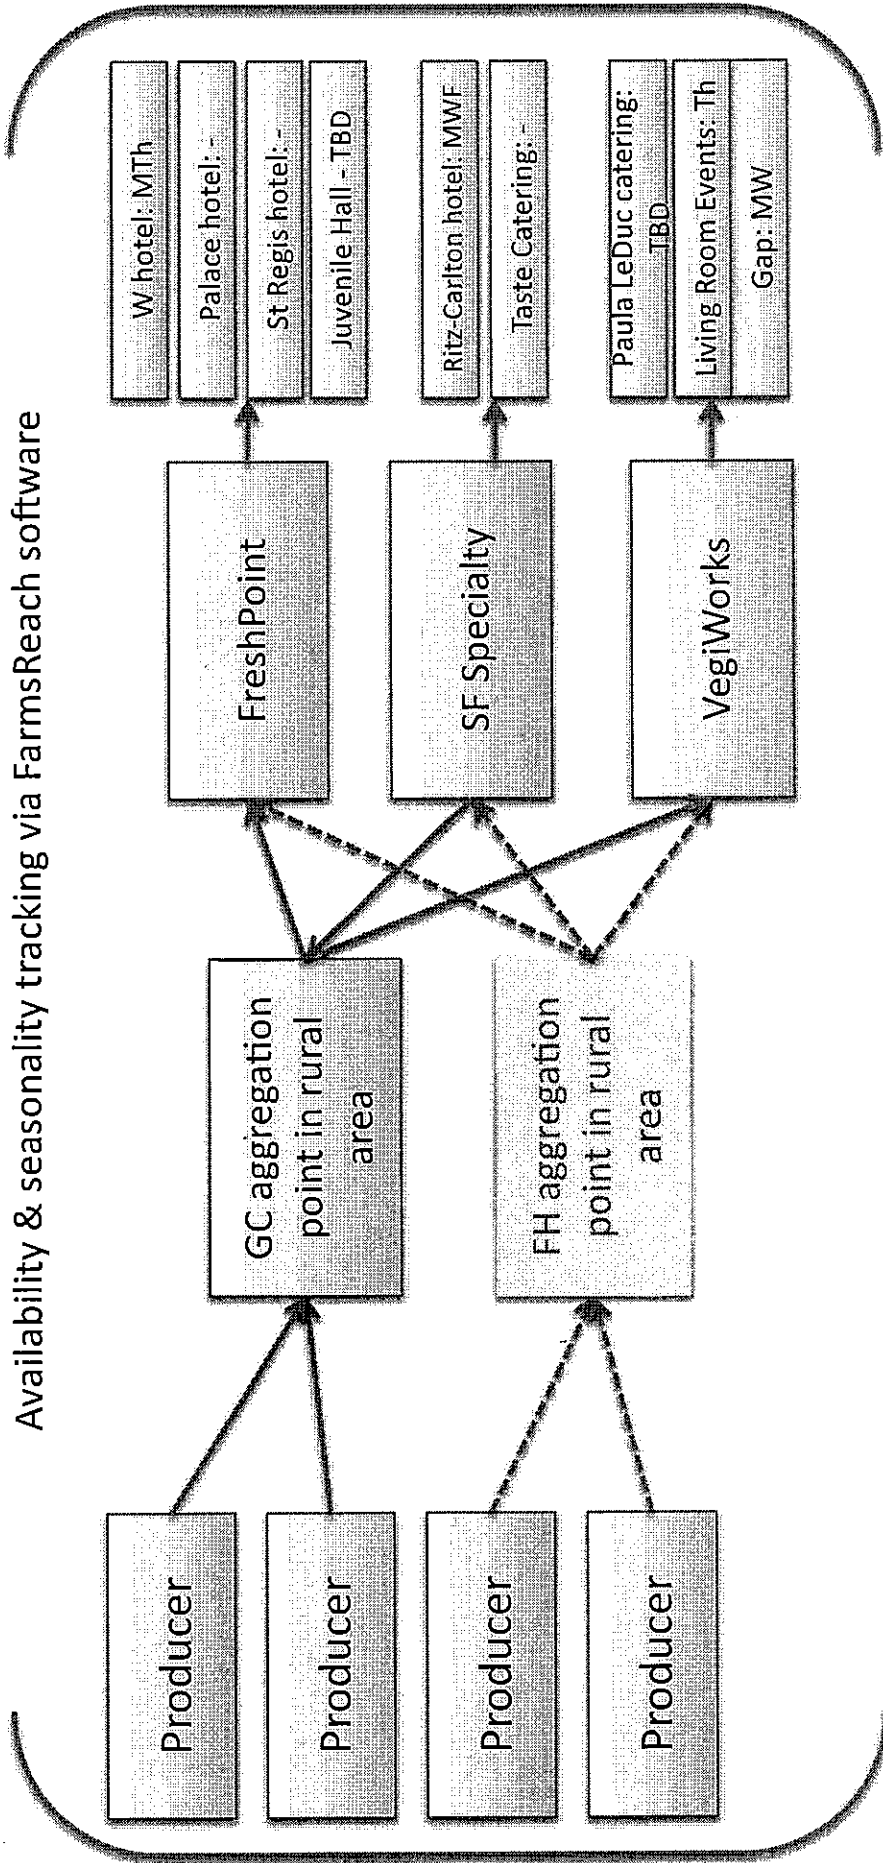 Availability & seasonality tracking via FarmsReach software
Producer
Producer
Producer
Producer
GC aggregation
point in rural
area
FH aggregation
point in rural
area
FreshPoint
SF Specialty
VegiWorks
W hotel: MTh
Palace hotel: -
St Regis hotel: -
Juvenile Hall - TBD
Ritz-Carlton hotel: MWF
Taste Catering: -
Paula LeDuc catering:
TBD
Living Room Events: Th
Gap: MW